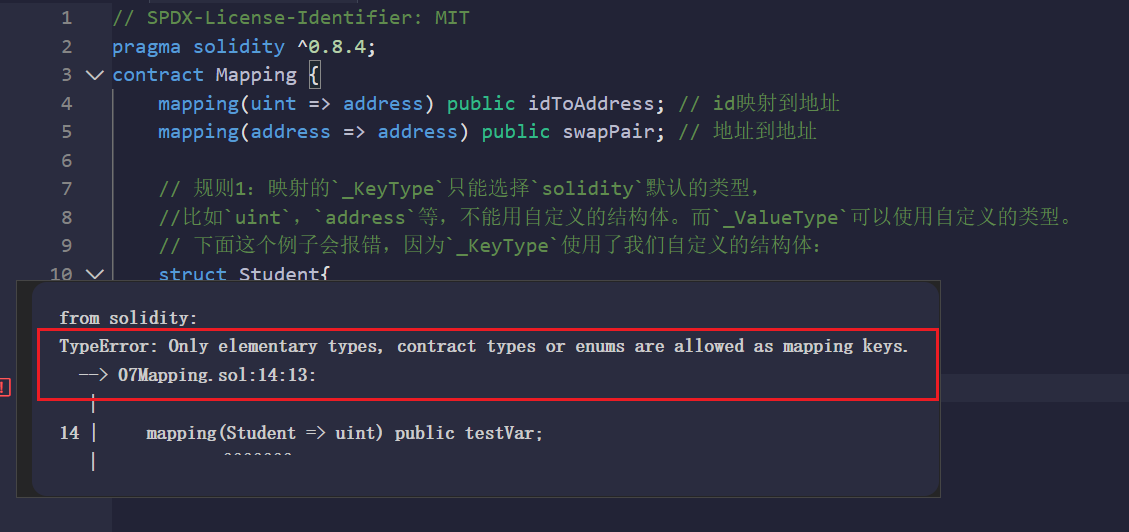 1 // SPDX-License-Identifier: MIT
2 pragma solidity ^0.8.4;
3 contract Mapping {
4 mapping(uint => address) public idToAddress; // id映射到地址
5 mapping(address => address) public swapPair; // 地址到地址
6
7 // 规则1：映射的`_KeyType`只能选择`solidity`默认的类型，
8 //比如`uint`，`address`等，不能用自定义的结构体。而`_ValueType`可以使用自定义的类型。
9 // 下面这个例子会报错，因为`_KeyType`使用了我们自定义的结构体：
10 struct Student{
from solidity:
TypeError: Only elementary types, contract types or enums are allowed as mapping keys.
--> 07Mapping.sol:14:13:
|
14 | mapping(Student => uint) public testVar;
| ^^^^^^^